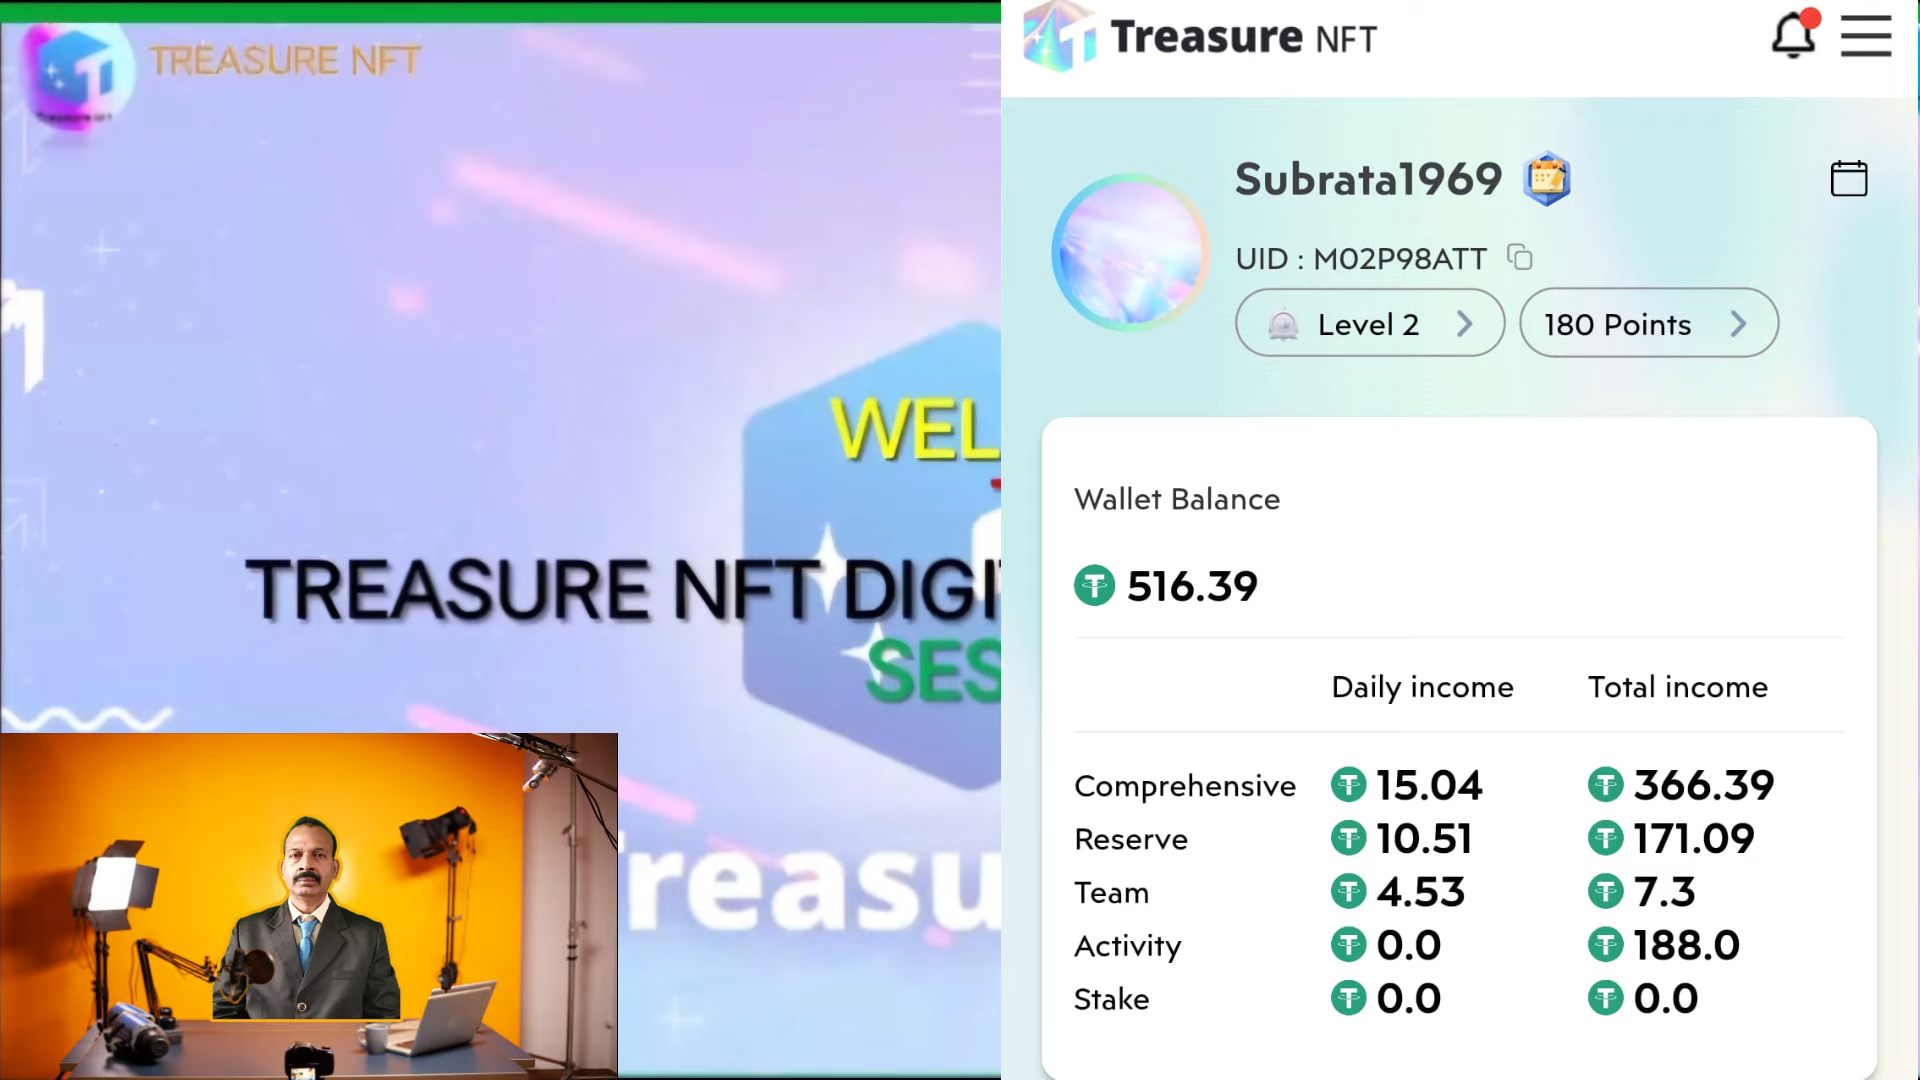 TREASURE NFT
WEL
TREASURE NFT DIGI
SES
Treasu
Treasure NFT
Subrata1969
UID : M02P98ATT
Level 2
180 Points
Wallet Balance
516.39
Daily income Total income
Comprehensive 15.04 366.39
Reserve 10.51 171.09
Team 4.53 7.3
Activity 0.0 188.0
Stake 0.0 0.0